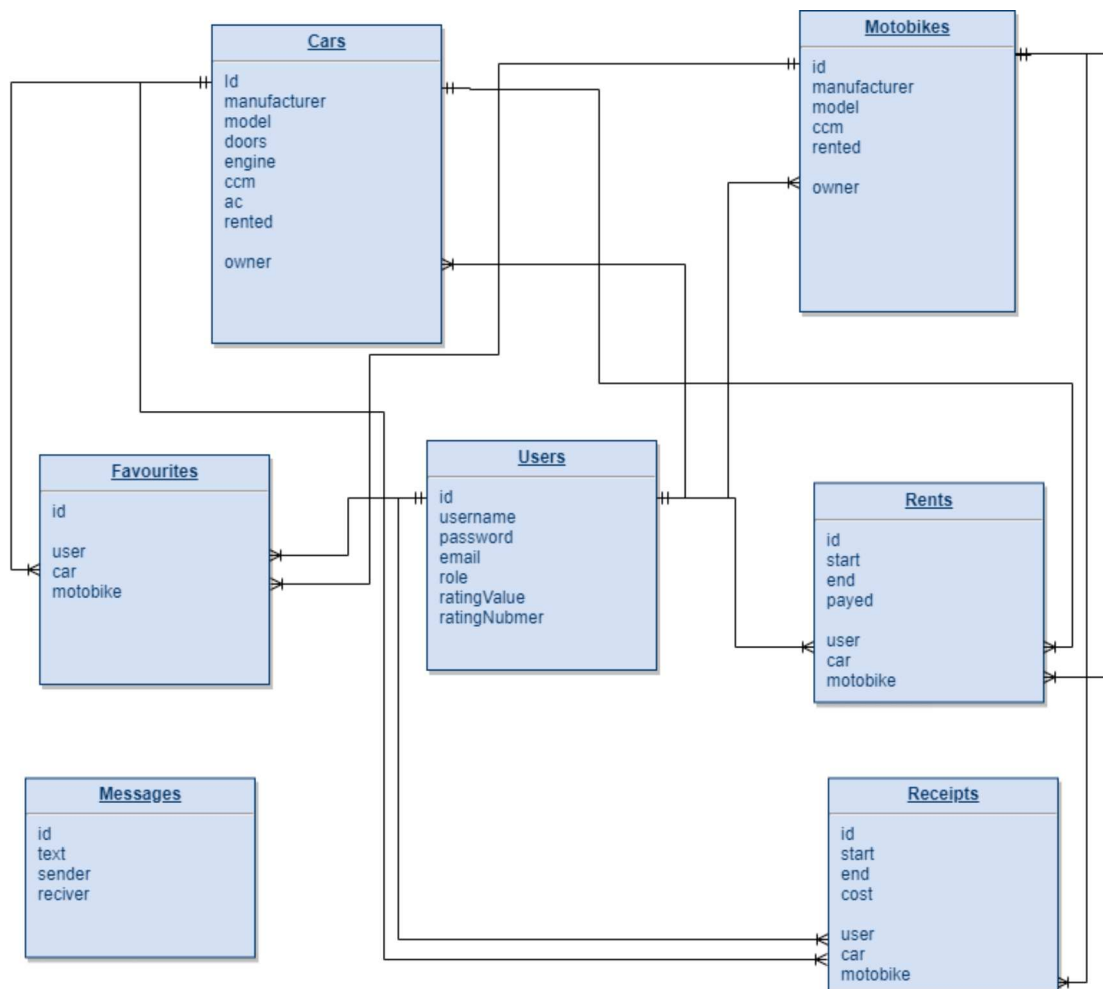 Cars
Id
manufacturer
model
doors
engine
ccm
ac
rented
owner
Motobikes
id
manufacturer
model
ccm
rented
owner
Favourites
id
user
car
motobike
Users
id
username
password
email
role
ratingValue
ratingNubmer
Rents
id
start
end
payed
user
car
motobike
Messages
id
text
sender
reciver
Receipts
id
start
end
cost
user
car
motobike